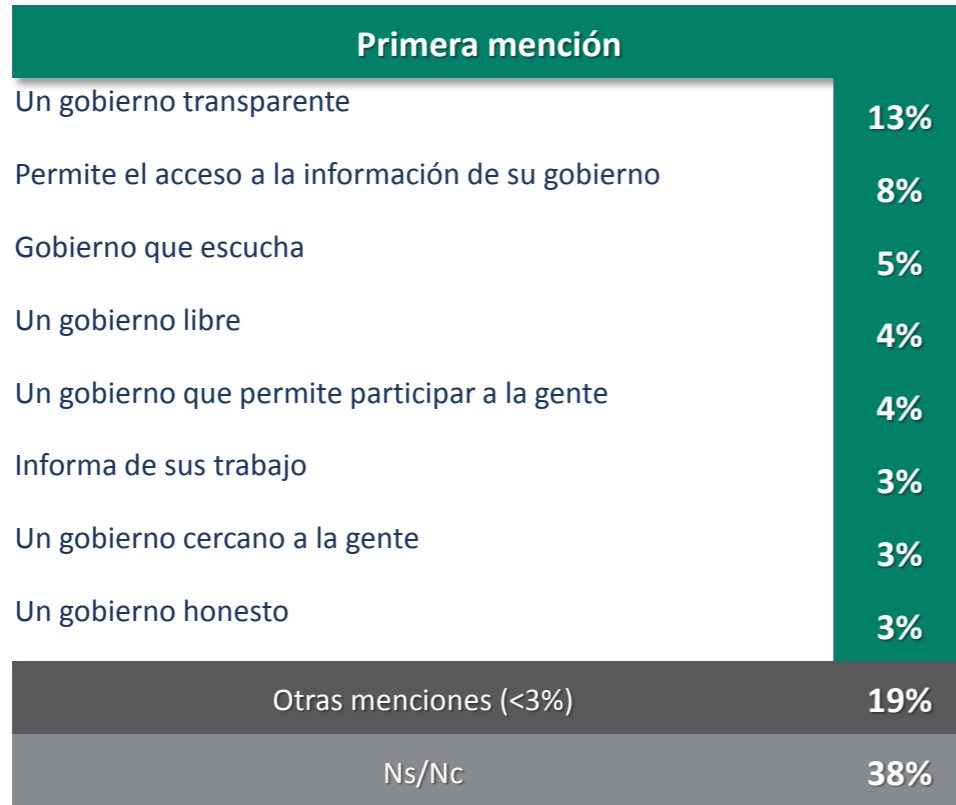 Primera mención
Un gobierno transparente 13%
Permite el acceso a la información de su gobierno 8%
Gobierno que escucha 5%
Un gobierno libre 4%
Un gobierno que permite participar a la gente 4%
Informa de sus trabajo 3%
Un gobierno cercano a la gente 3%
Un gobierno honesto 3%
Otras menciones (<3%) 19%
Ns/Nc 38%